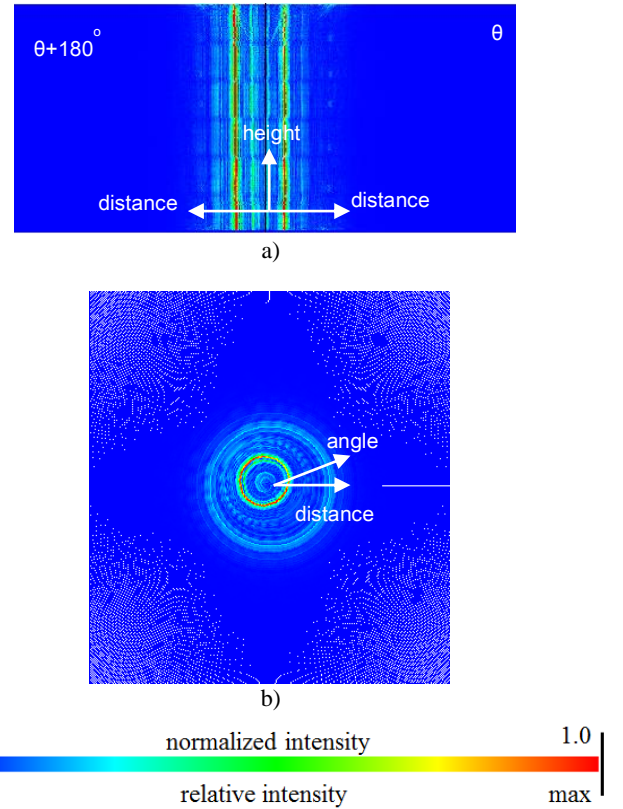 θ+180°
θ
height
distance
distance
a)
angle
distance
b)
normalized intensity
1.0
relative intensity
max